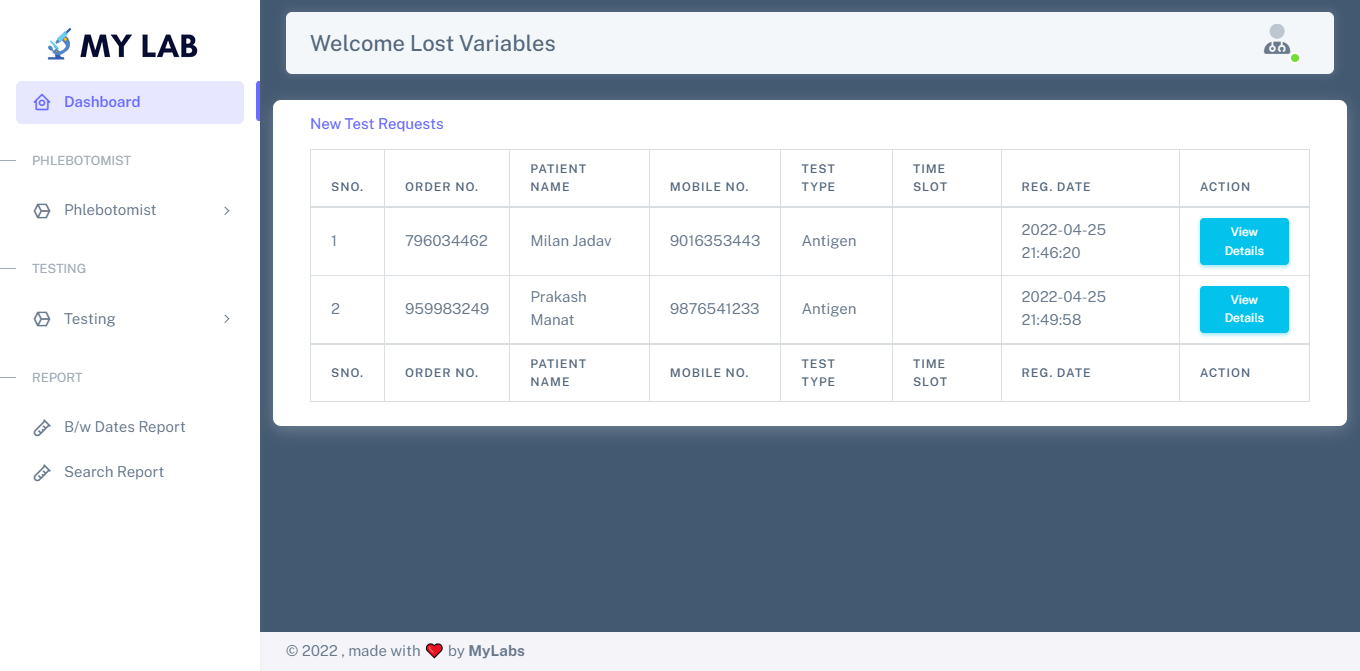 MY LAB
Dashboard
PHLEBOTOMIST
Phlebotomist
TESTING
Testing
REPORT
B/w Dates Report
Search Report
Welcome Lost Variables
New Test Requests
SNO. ORDER NO. PATIENT NAME MOBILE NO. TEST TYPE TIME SLOT REG. DATE ACTION
1 796034462 Milan Jadav 9016353443 Antigen 2022-04-25 21:46:20 View Details
2 959983249 Prakash Manat 9876541233 Antigen 2022-04-25 21:49:58 View Details
SNO. ORDER NO. PATIENT NAME MOBILE NO. TEST TYPE TIME SLOT REG. DATE ACTION
© 2022 , made with ❤️ by MyLabs